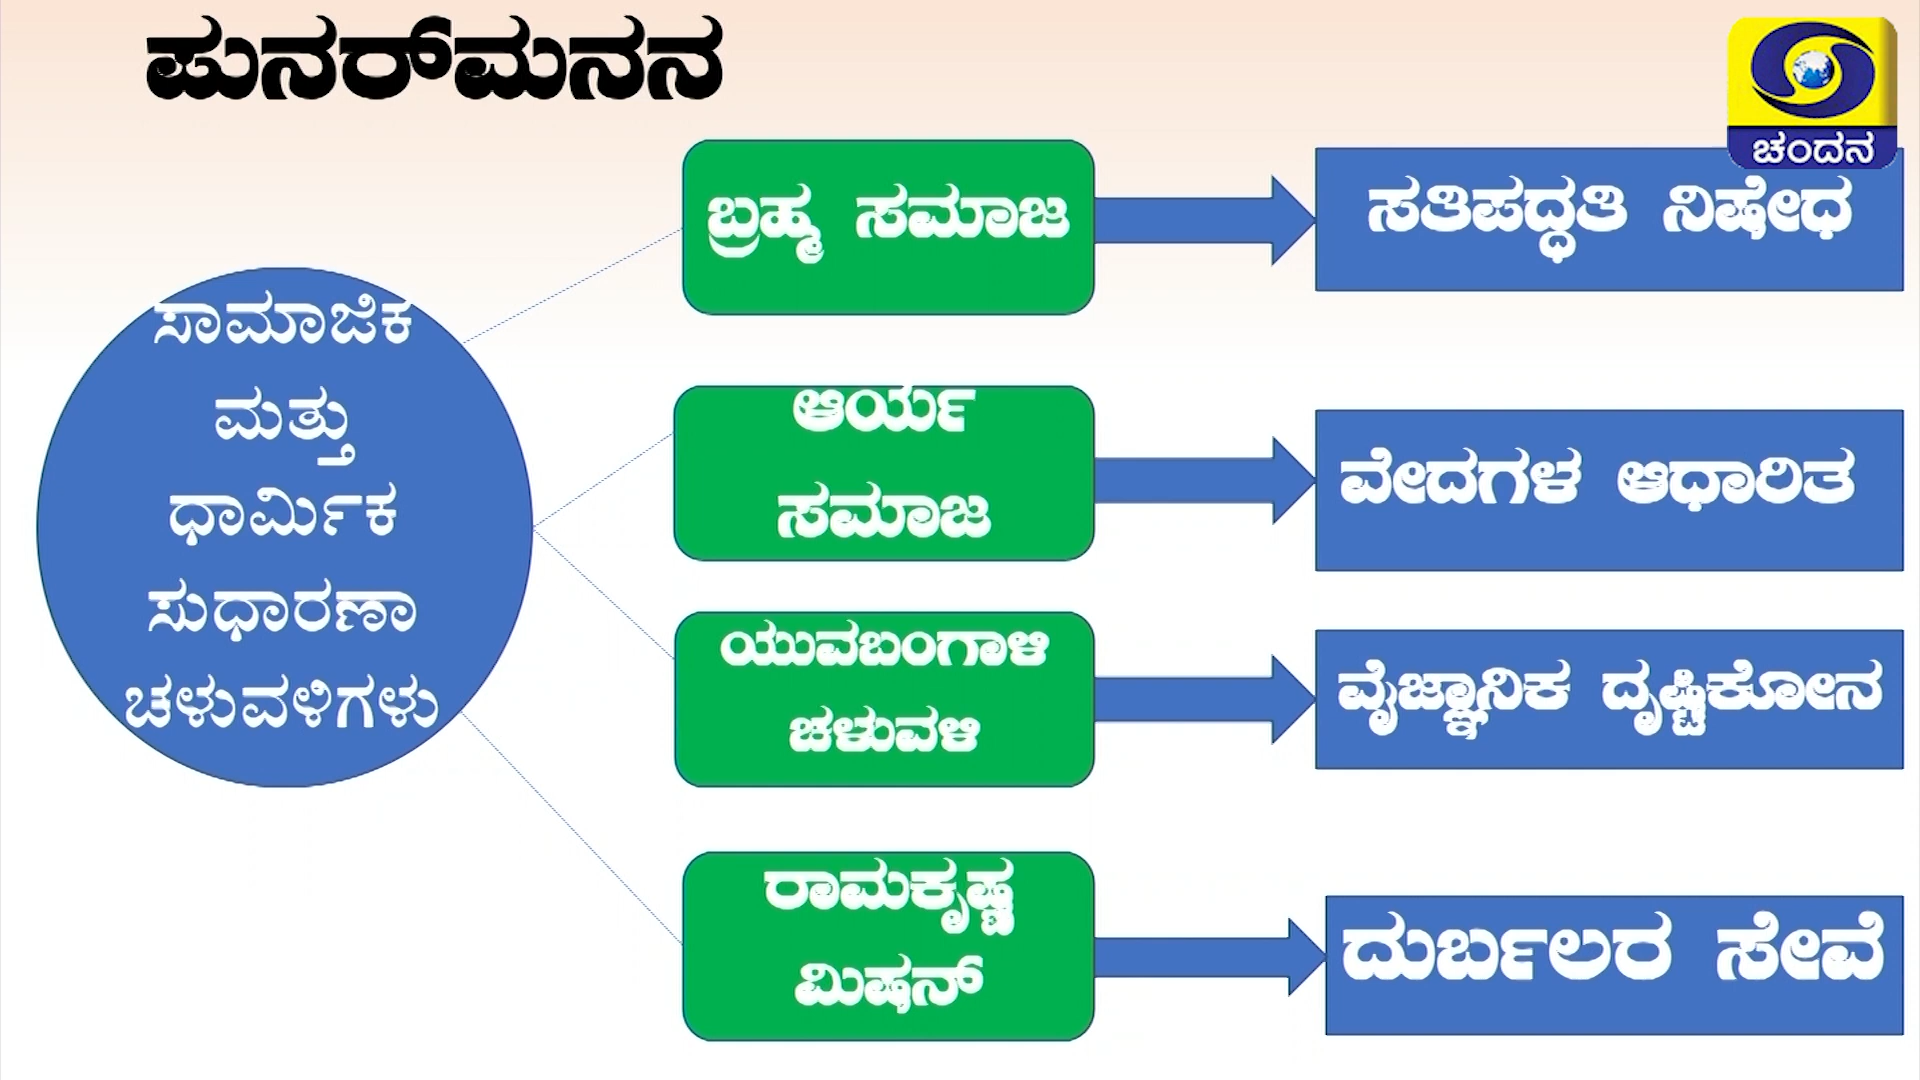 ಪುನರ್‌ಮನನ
ಚಂದನ
ಸಾಮಾಜಿಕ
ಮತ್ತು
ಧಾರ್ಮಿಕ
ಸುಧಾರಣಾ
ಚಳುವಳಿಗಳು
ಬ್ರಹ್ಮ ಸಮಾಜ
ಸತಿಪದ್ಧತಿ ನಿಷೇಧ
ಆರ್ಯ
ಸಮಾಜ
ವೇದಗಳ ಆಧಾರಿತ
ಯುವಬಂಗಾಳಿ
ಚಳುವಳಿ
ವೈಜ್ಞಾನಿಕ ದೃಷ್ಟಿಕೋನ
ರಾಮಕೃಷ್ಣ
ಮಿಷನ್
ದುರ್ಬಲರ ಸೇವೆ